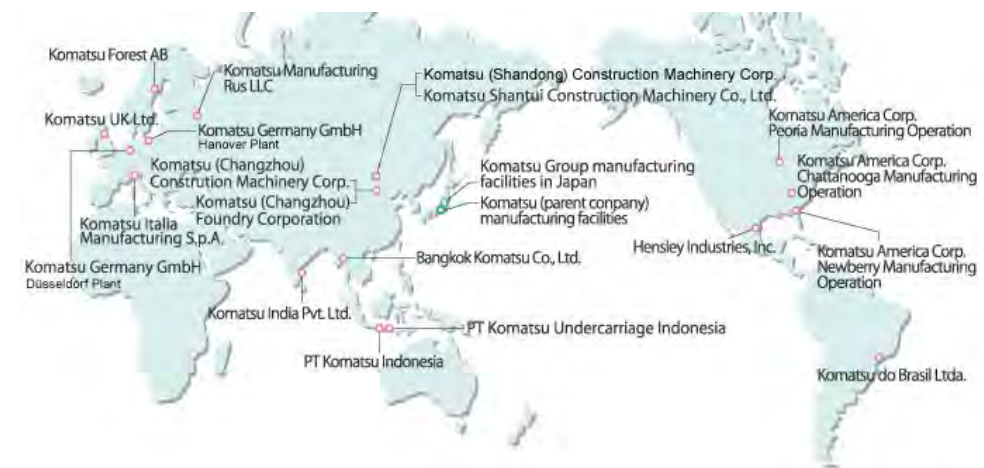 Komatsu Forest AB
Komatsu Manufacturing
Rus LLC
Komatsu (Shandong) Construction Machinery Corp.
Komatsu Shantui Construction Machinery Co., Ltd.
Komatsu UK Ltd.
Komatsu Germany GmbH
Hanover Plant
Komatsu (Changzhou)
Constrution Machinery Corp.
Komatsu (Changzhou)
Foundry Corporation
Komatsu Italia
Manufacturing S.p.A.
Komatsu Germany GmbH
Düsseldorf Plant
Komatsu Group manufacturing
facilities in Japan
Komatsu (parent conpany)
manufacturing facilities
Bangkok Komatsu Co., Ltd.
Komatsu India Pvt. Ltd.
PT Komatsu Undercarriage Indonesia
PT Komatsu Indonesia
Komatsu America Corp.
Peoria Manufacturing Operation
Komatsu America Corp.
Chattanooga Manufacturing
Operation
Hensley Industries, Inc.
Komatsu America Corp.
Newberry Manufacturing
Operation
Komatsu do Brasil Ltda.